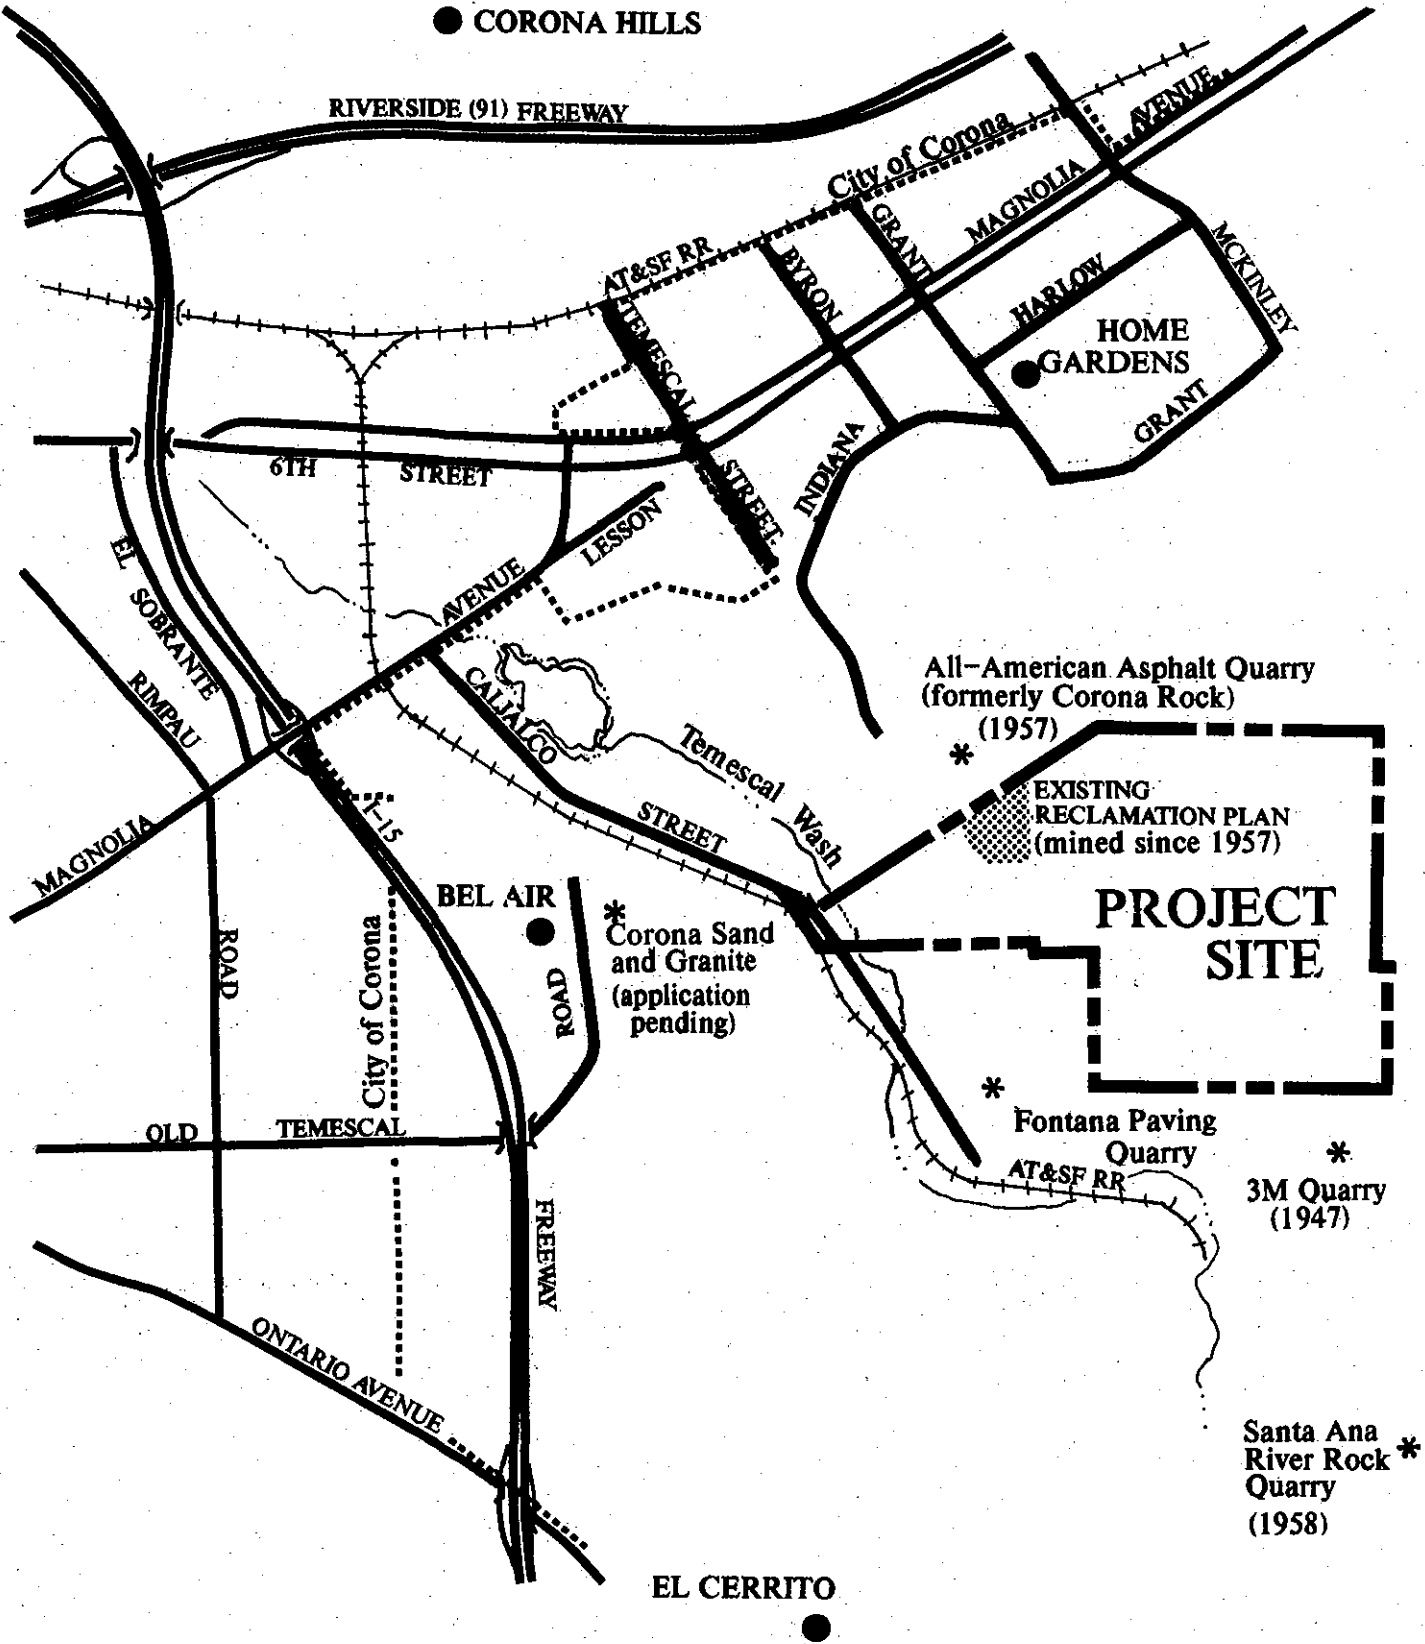 CORONA HILLS
RIVERSIDE (91) FREEWAY
City of Corona
AVENUE
MAGNOLIA
GRANT
AT&SF RR
BYRON
MCKINLEY
HARLOW
TEMESCAL
STREET
HOME
GARDENS
GRANT
INDIANA
6TH STREET
LESSON
AVENUE
EL SOBRANTE
RIMPAU
CALJALCO
STREET
Temescal
Wash
All-American Asphalt Quarry
(formerly Corona Rock)
(1957)
EXISTING
RECLAMATION PLAN
(mined since 1957)
PROJECT
SITE
I-15
MAGNOLIA
BEL AIR
Corona Sand
and Granite
(application
pending)
ROAD
ROAD
City of Corona
OLD TEMESCAL
Fontana Paving
Quarry
AT&SF RR
3M Quarry
(1947)
FREEWAY
ONTARIO AVENUE
Santa Ana
River Rock
Quarry
(1958)
EL CERRITO